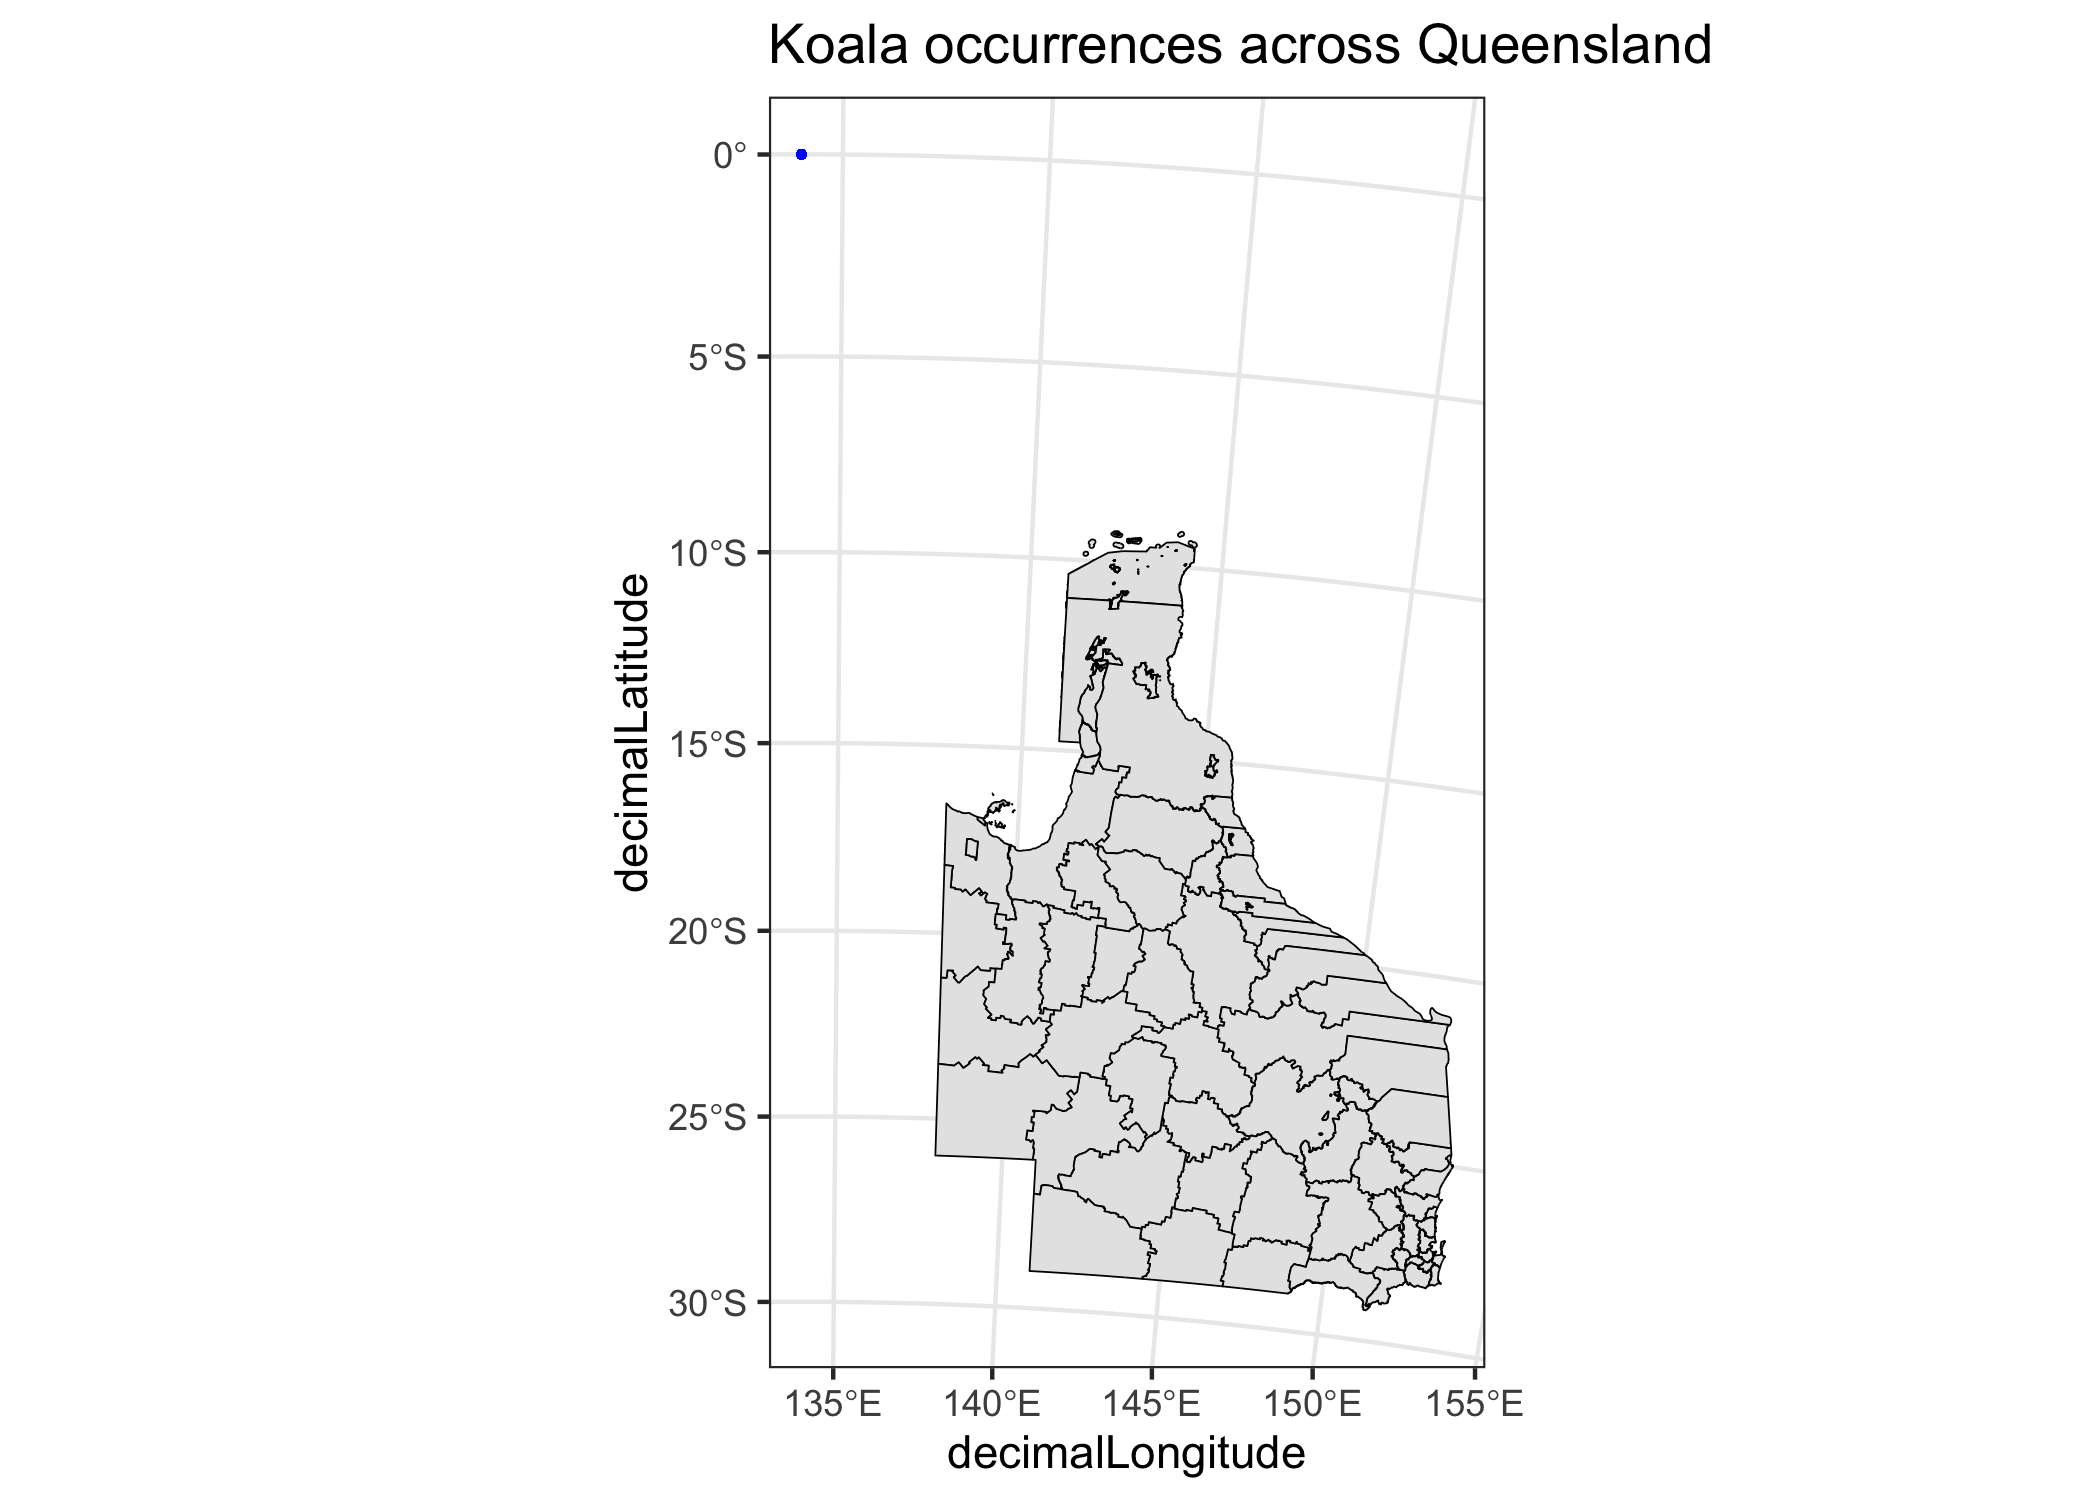 Koala occurrences across Queensland
0°
5°S
10°S
15°S
20°S
25°S
30°S
decimalLatitude
135°E 140°E 145°E 150°E 155°E
decimalLongitude